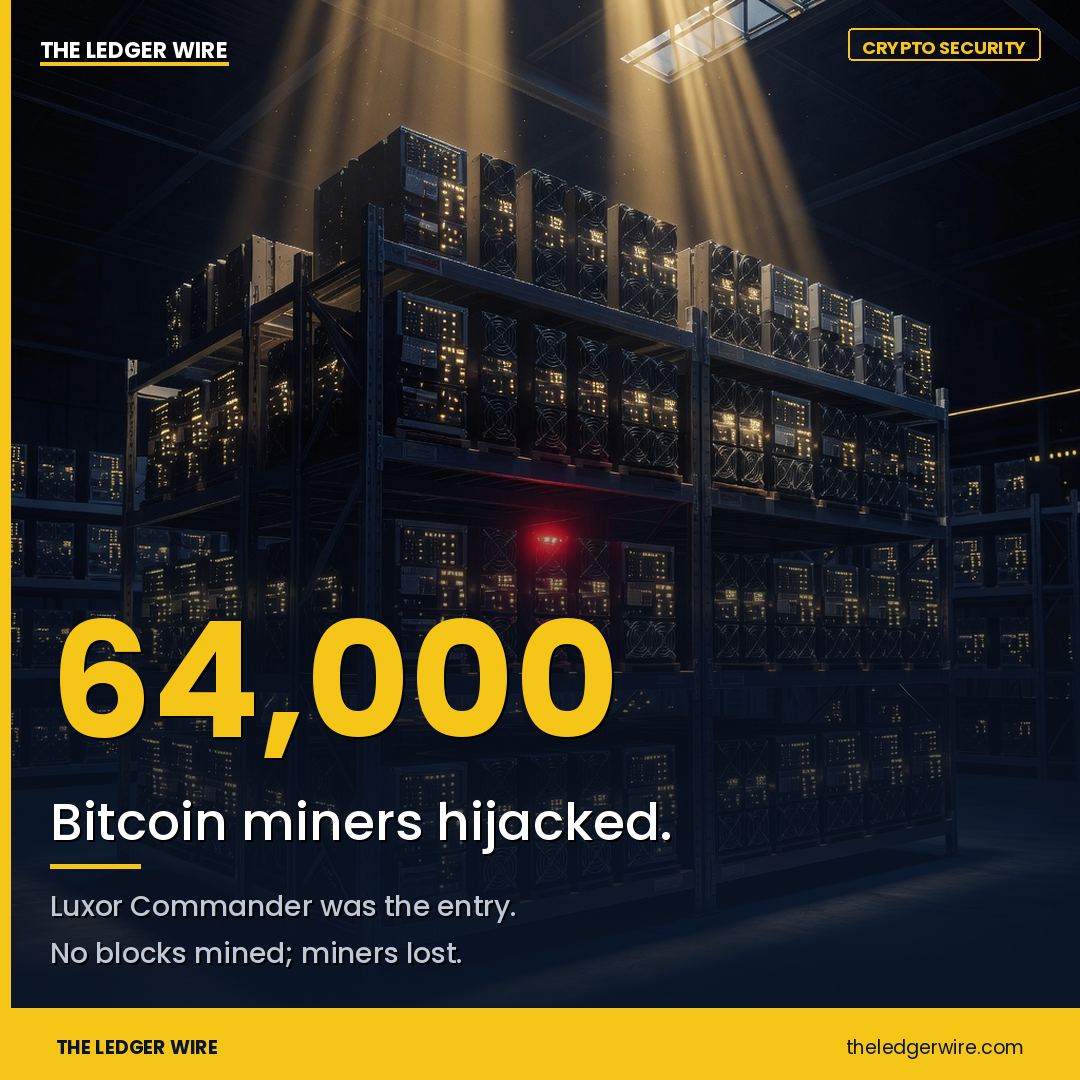 THE LEDGER WIRE
CRYPTO SECURITY
64,000
Bitcoin miners hijacked.
Luxor Commander was the entry.
No blocks mined; miners lost.
THE LEDGER WIRE
theledgerwire.com